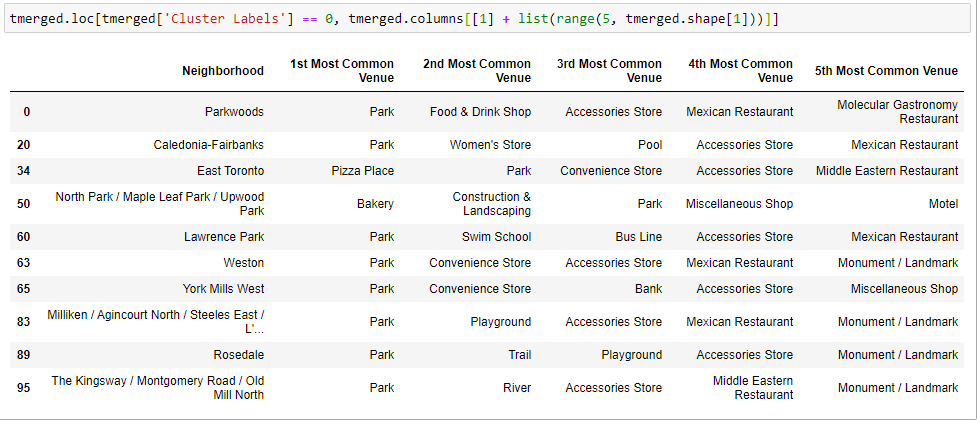 tmerged.loc[tmerged['Cluster Labels'] == 0, tmerged.columns[[1] + list(range(5, tmerged.shape[1]))]]
Neighborhood 1st Most Common Venue 2nd Most Common Venue 3rd Most Common Venue 4th Most Common Venue 5th Most Common Venue
0 Parkwoods Park Food & Drink Shop Accessories Store Mexican Restaurant Molecular Gastronomy Restaurant
20 Caledonia-Fairbanks Park Women's Store Pool Accessories Store Mexican Restaurant
34 East Toronto Pizza Place Park Convenience Store Accessories Store Middle Eastern Restaurant
50 North Park / Maple Leaf Park / Upwood Park Bakery Construction & Landscaping Park Miscellaneous Shop Motel
60 Lawrence Park Park Swim School Bus Line Accessories Store Mexican Restaurant
63 Weston Park Convenience Store Accessories Store Mexican Restaurant Monument / Landmark
65 York Mills West Park Convenience Store Bank Accessories Store Miscellaneous Shop
83 Milliken / Agincourt North / Steeles East / L'... Park Playground Accessories Store Mexican Restaurant Monument / Landmark
89 Rosedale Park Trail Playground Accessories Store Monument / Landmark
95 The Kingsway / Montgomery Road / Old Mill North Park River Accessories Store Middle Eastern Restaurant Monument / Landmark